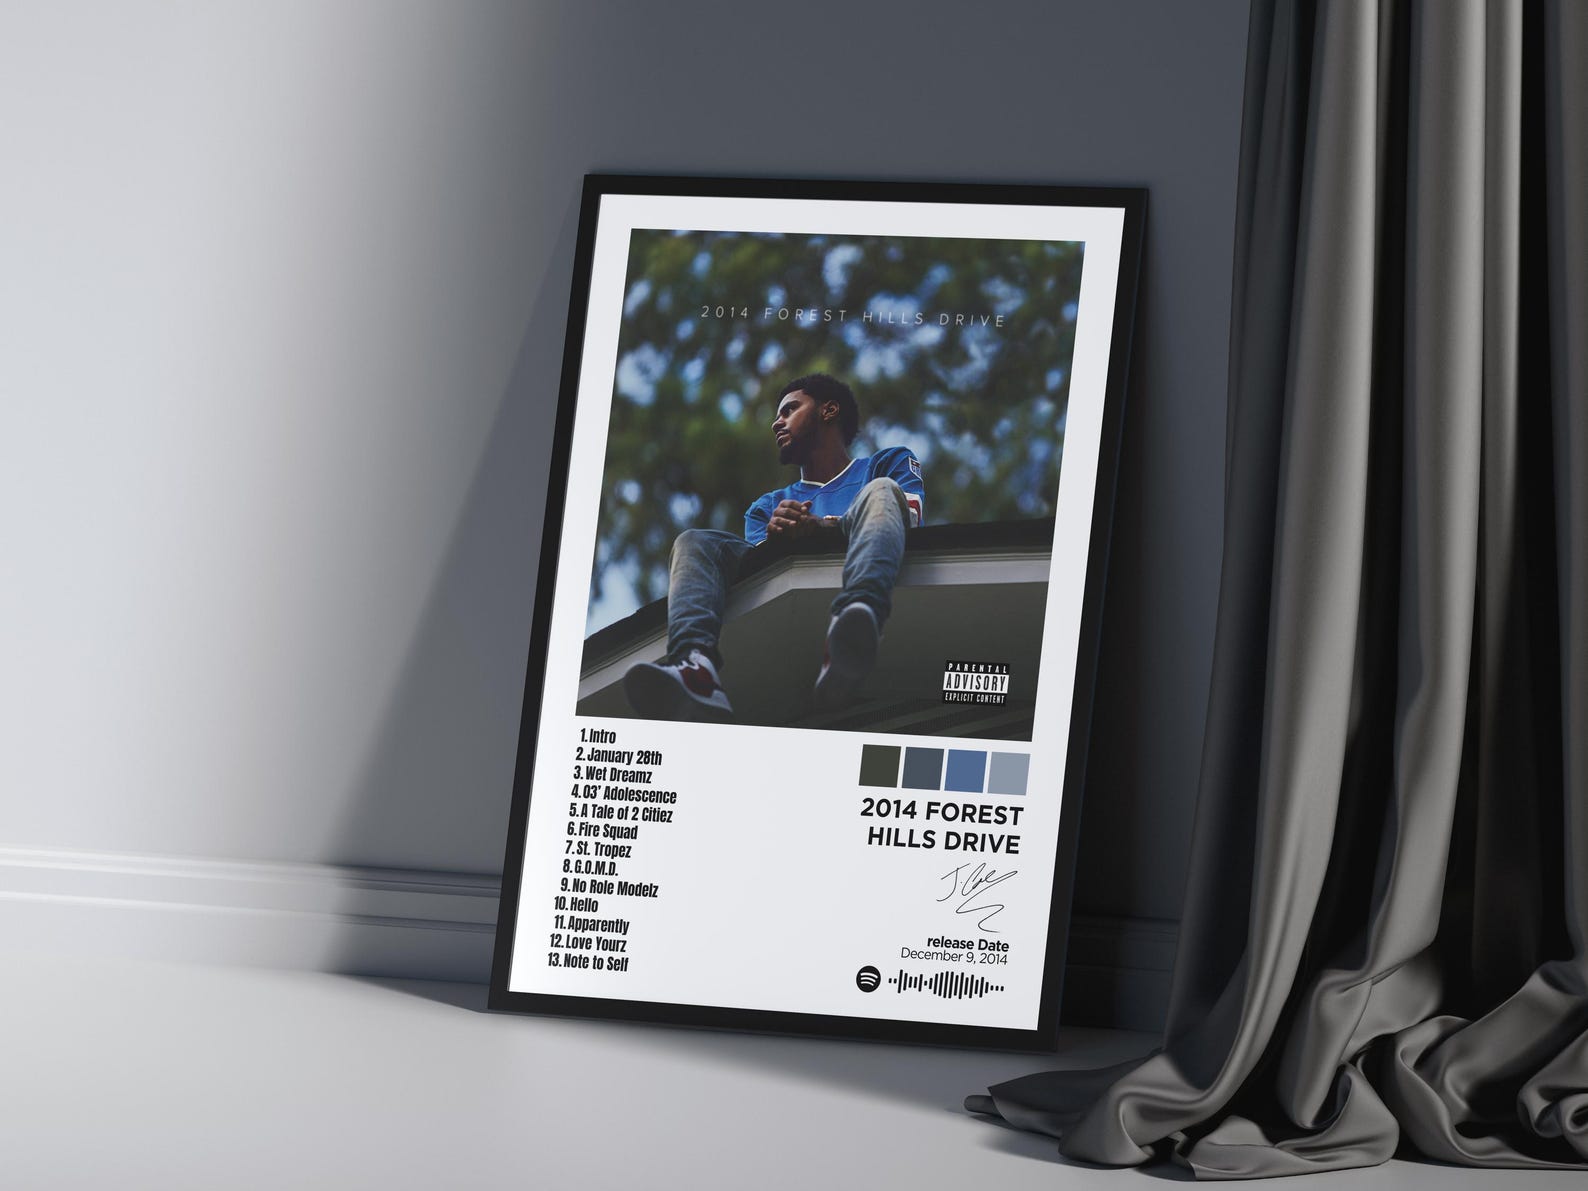 2014 FOREST HILLS DRIVE
PARENTAL
ADVISORY
EXPLICIT CONTENT
1. Intro
2. January 28th
3. Wet Dreamz
4. 03' Adolescence
5. A Tale of 2 Citiez
6. Fire Squad
7. St. Tropez
8. G.O.M.D.
9. No Role Modelz
10. Hello
11. Apparently
12. Love Yourz
13. Note to Self
2014 FOREST
HILLS DRIVE
J. Cole
release Date
December 9, 2014